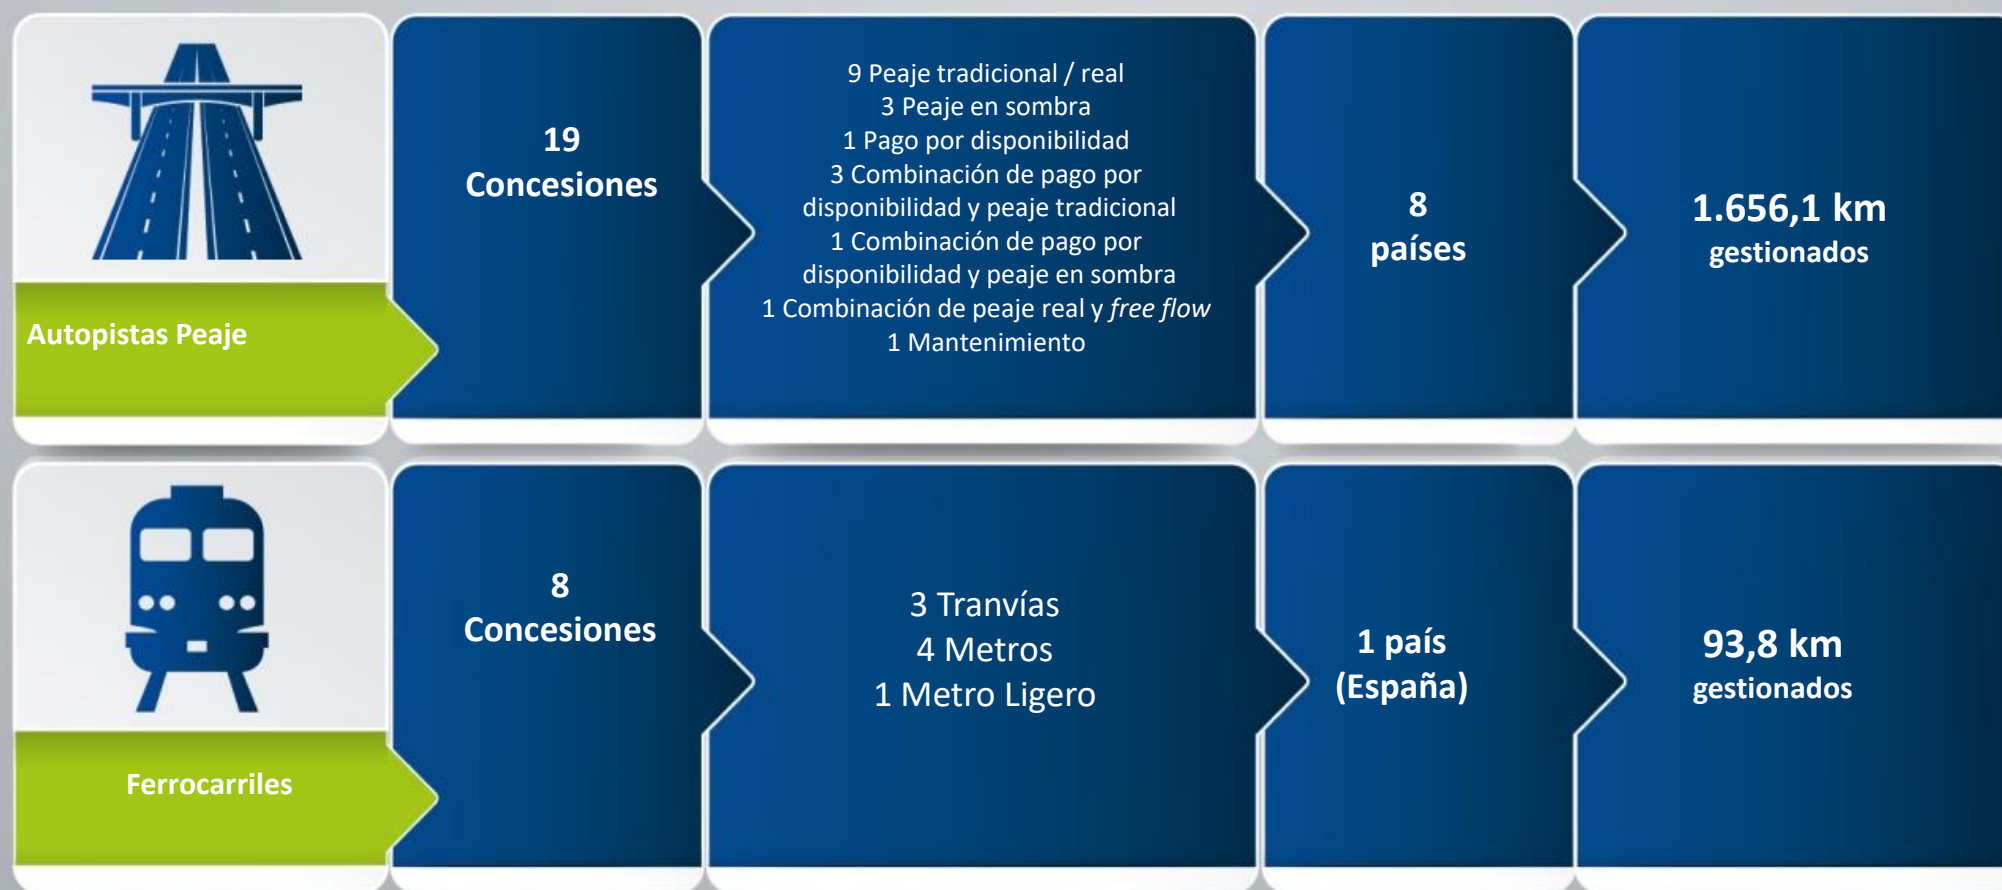 Autopistas Peaje
19
Concesiones
9 Peaje tradicional / real
3 Peaje en sombra
1 Pago por disponibilidad
3 Combinación de pago por
disponibilidad y peaje tradicional
1 Combinación de pago por
disponibilidad y peaje en sombra
1 Combinación de peaje real y free flow
1 Mantenimiento
8
países
1.656,1 km
gestionados
Ferrocarriles
8
Concesiones
3 Tranvías
4 Metros
1 Metro Ligero
1 país
(España)
93,8 km
gestionados